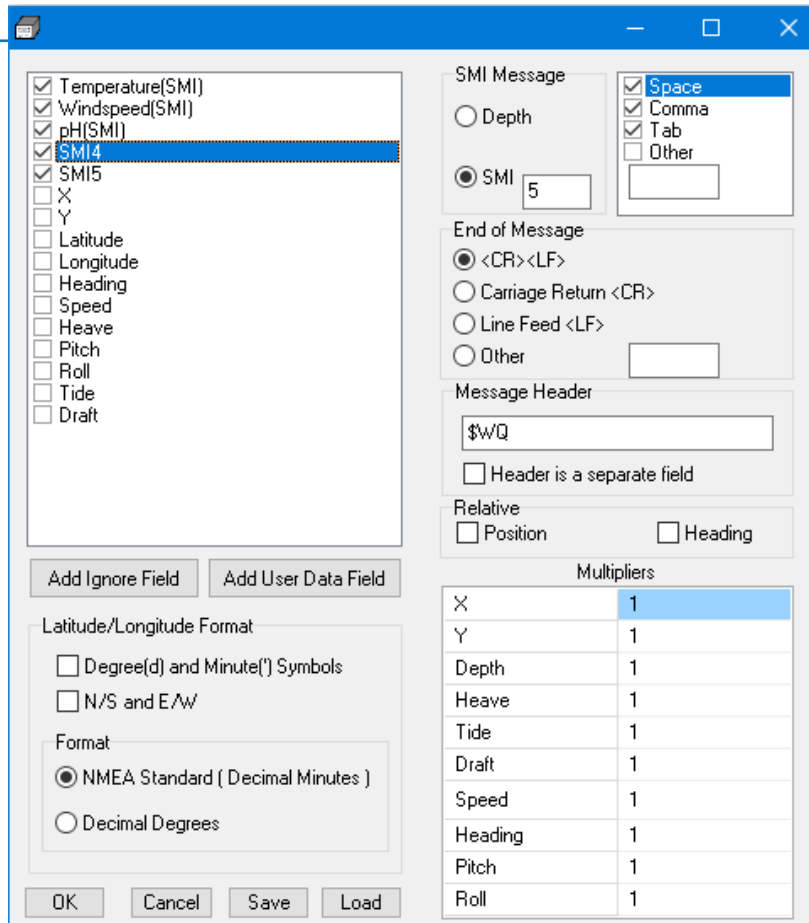 Temperature(SMI)
Windspeed(SMI)
pH(SMI)
SMI4
SMI5
X
Y
Latitude
Longitude
Heading
Speed
Heave
Pitch
Roll
Tide
Draft
Add Ignore Field
Add User Data Field
Latitude/Longitude Format
Degree(d) and Minute(') Symbols
N/S and E/W
Format
NMEA Standard ( Decimal Minutes )
Decimal Degrees
OK
Cancel
Save
Load
SMI Message
Depth
SMI
5
Space
Comma
Tab
Other
End of Message
<CR><LF>
Carriage Return <CR>
Line Feed <LF>
Other
Message Header
$WQ
Header is a separate field
Relative
Position
Heading
Multipliers
X 1
Y 1
Depth 1
Heave 1
Tide 1
Draft 1
Speed 1
Heading 1
Pitch 1
Roll 1